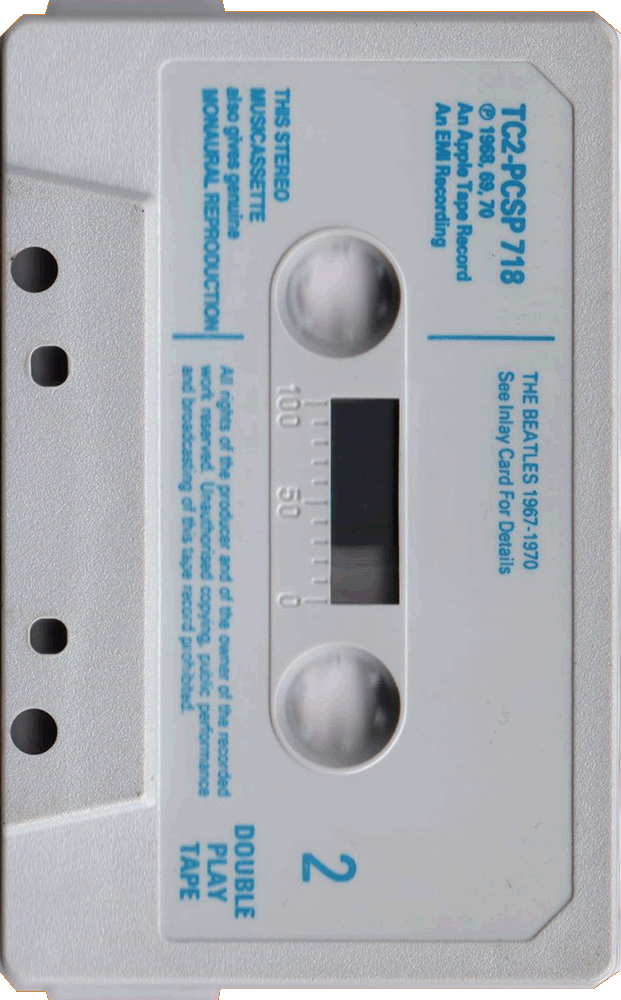 TC2-PCSP 718
℗ 1968, 69, 70
An Apple Tape Record
An EMI Recording
THE BEATLES 1967-1970
See Inlay Card For Details
THIS STEREO
MUSICASSETTE
also gives genuine
MONAURAL REPRODUCTION
100 50 0
2
All rights of the producer and of the owner of the recorded
work reserved. Unauthorised copying, public performance
and broadcasting of this tape record prohibited.
DOUBLE
PLAY
TAPE